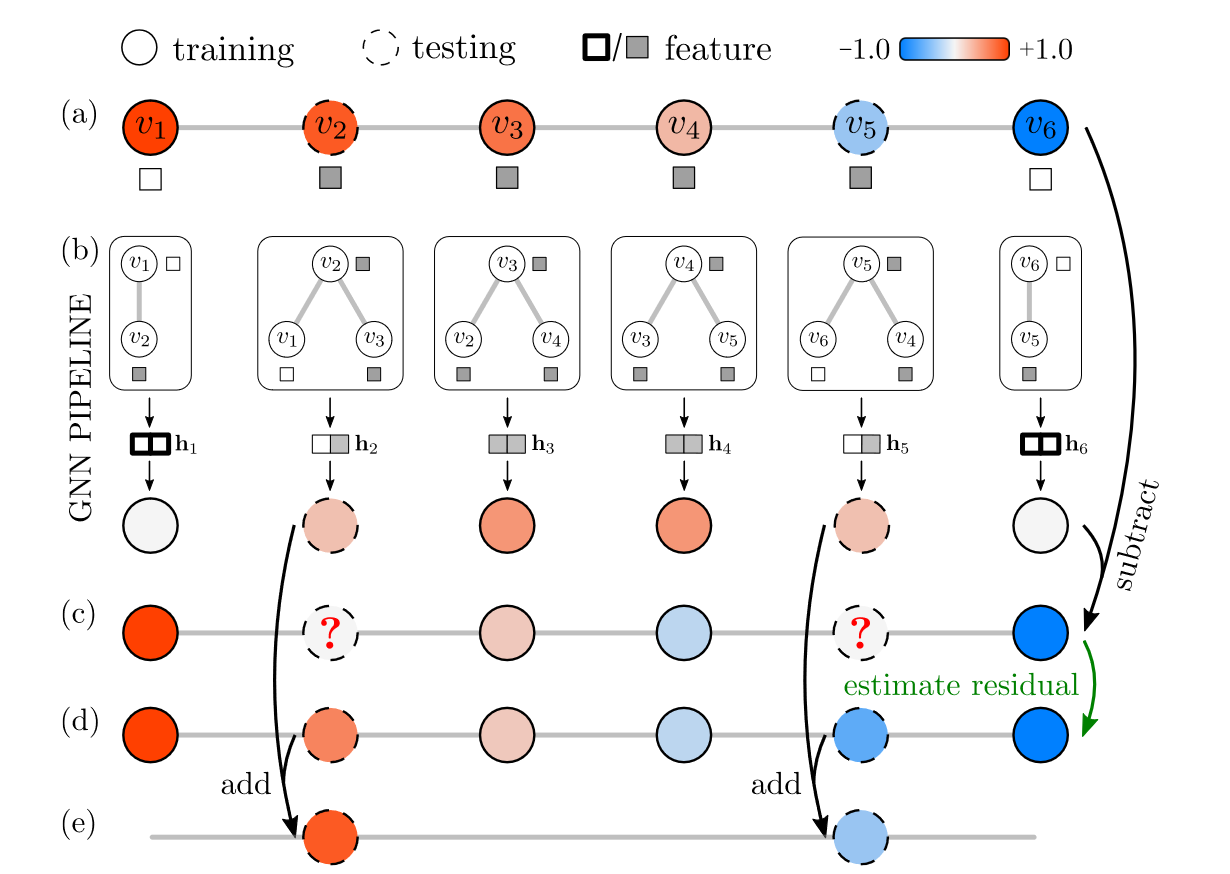 training testing / feature −1.0 +1.0
(a) v₁ v₂ v₃ v₄ v₅ v₆
(b) v₁ v₂ v₃ v₄ v₅ v₆
v₂ v₁ v₃ v₂ v₄ v₃ v₅ v₆ v₄ v₅
GNN PIPELINE
h₁ h₂ h₃ h₄ h₅ h₆
subtract
(c) ? ?
estimate residual
(d)
add add
(e)